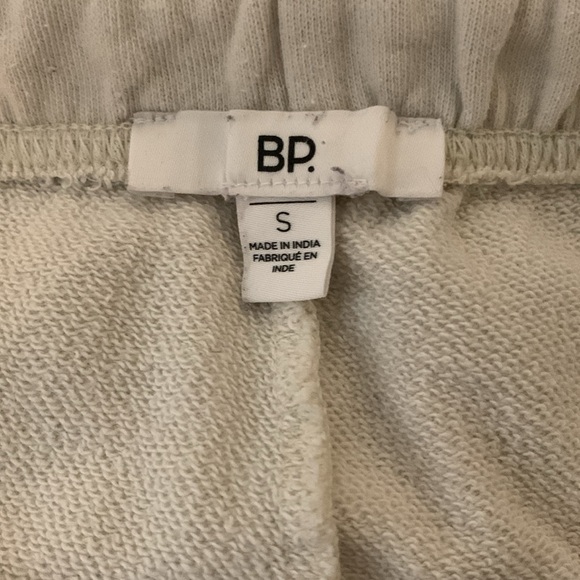 BP.
S
MADE IN INDIA
FABRIQUÉ EN
INDE